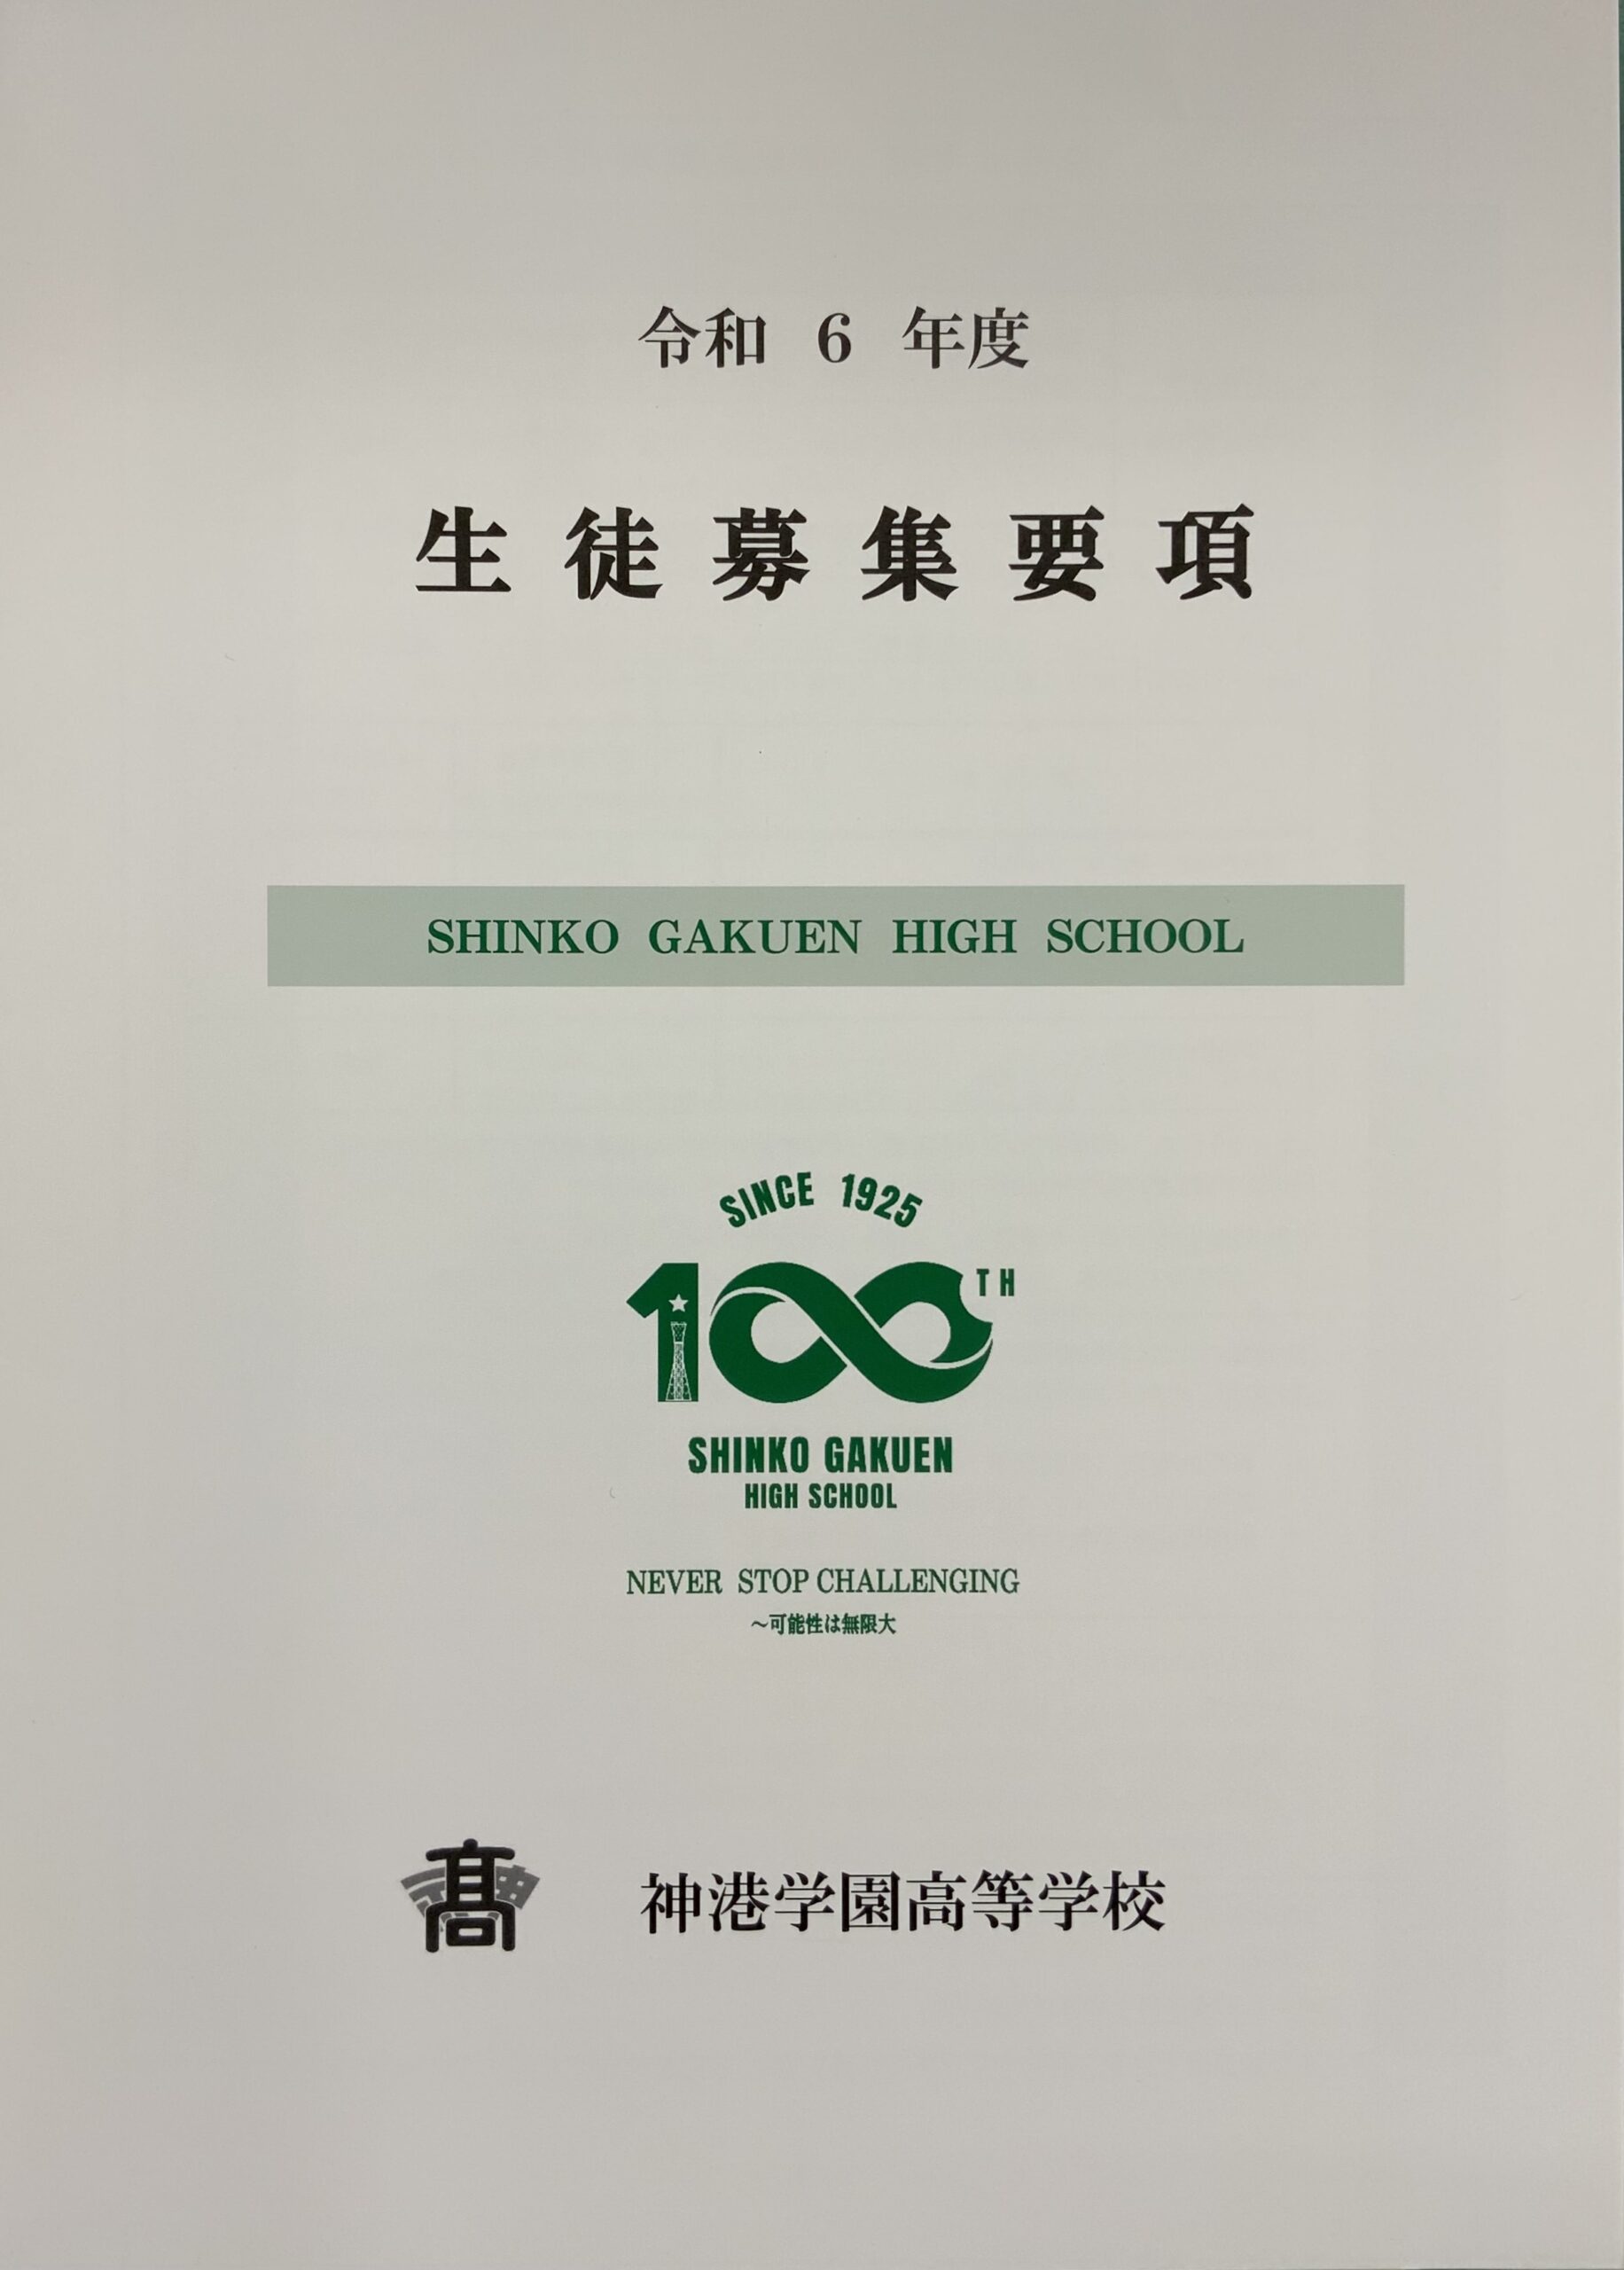 令和 6 年度
生徒募集要項
SHINKO GAKUEN HIGH SCHOOL
SINCE 1925
100TH
SHINKO GAKUEN
HIGH SCHOOL
NEVER STOP CHALLENGING
～可能性は無限大
髙
神港学園高等学校